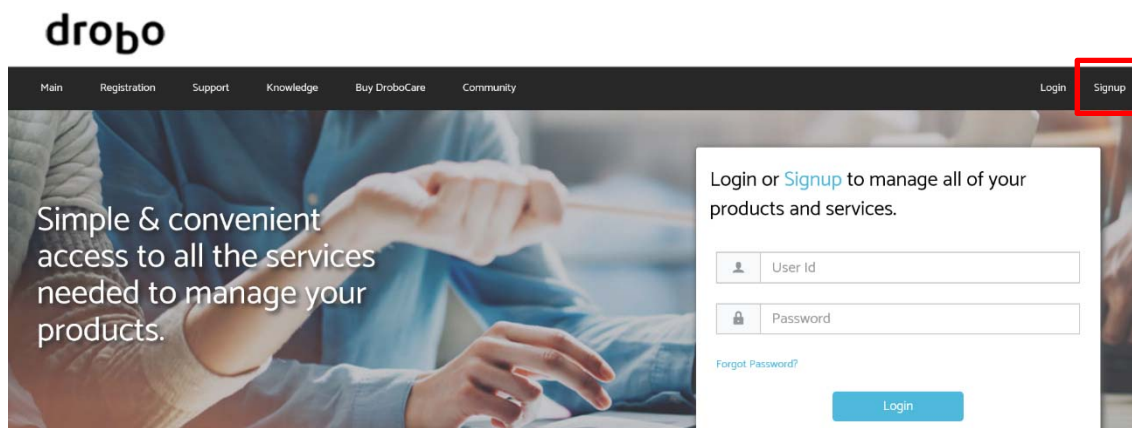 drobo
Main Registration Support Knowledge Buy DroboCare Community Login Signup
Simple & convenient
access to all the services
needed to manage your
products.
Login or Signup to manage all of your
products and services.
User Id
Password
Forgot Password?
Login